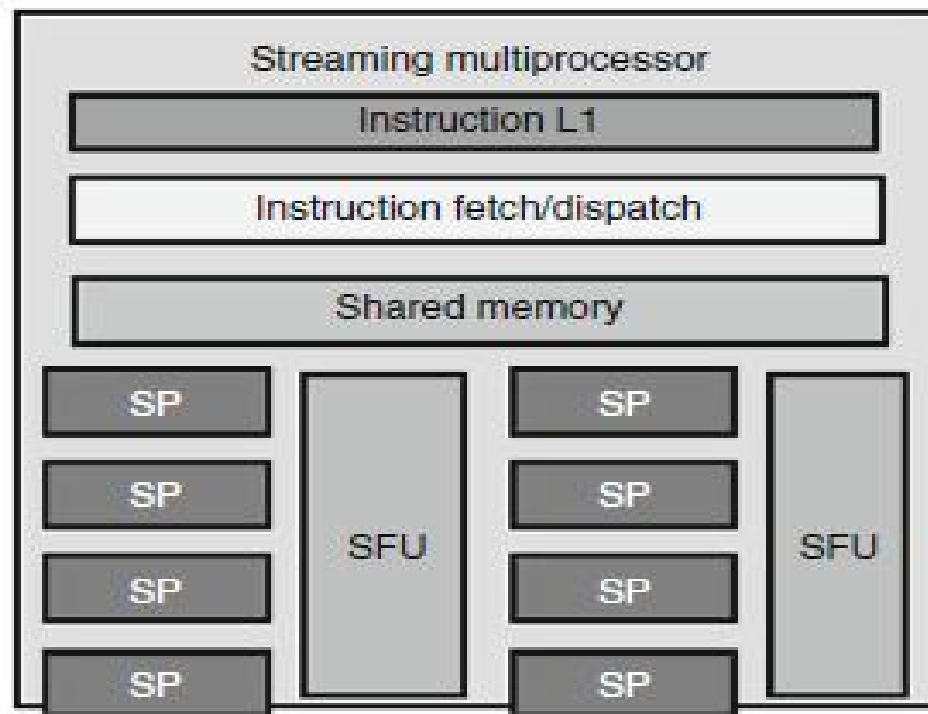 Streaming multiprocessor
Instruction L1
Instruction fetch/dispatch
Shared memory
SP
SP
SP
SP
SFU
SP
SP
SP
SP
SFU